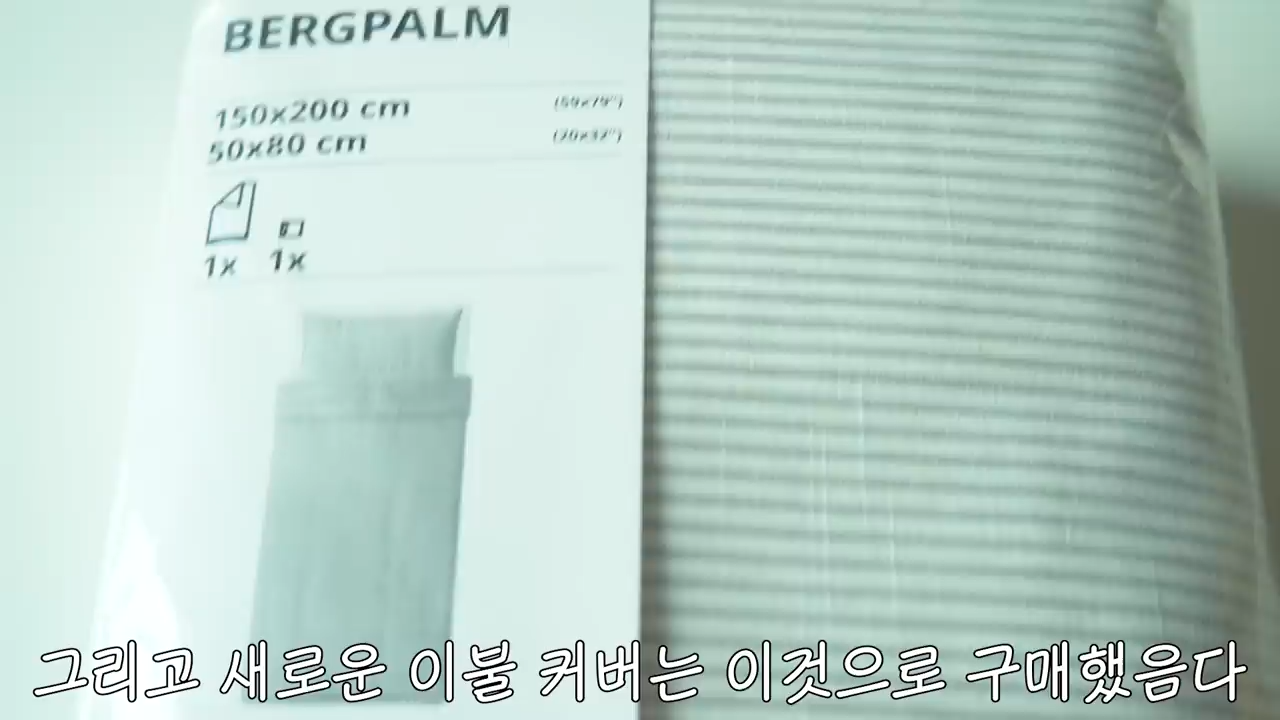 BERGPALM
150x200 cm
(59x79")
50x80 cm
(20x32")
1x 1x
그리고 새로운 이불 커버는 이것으로 구매했음다